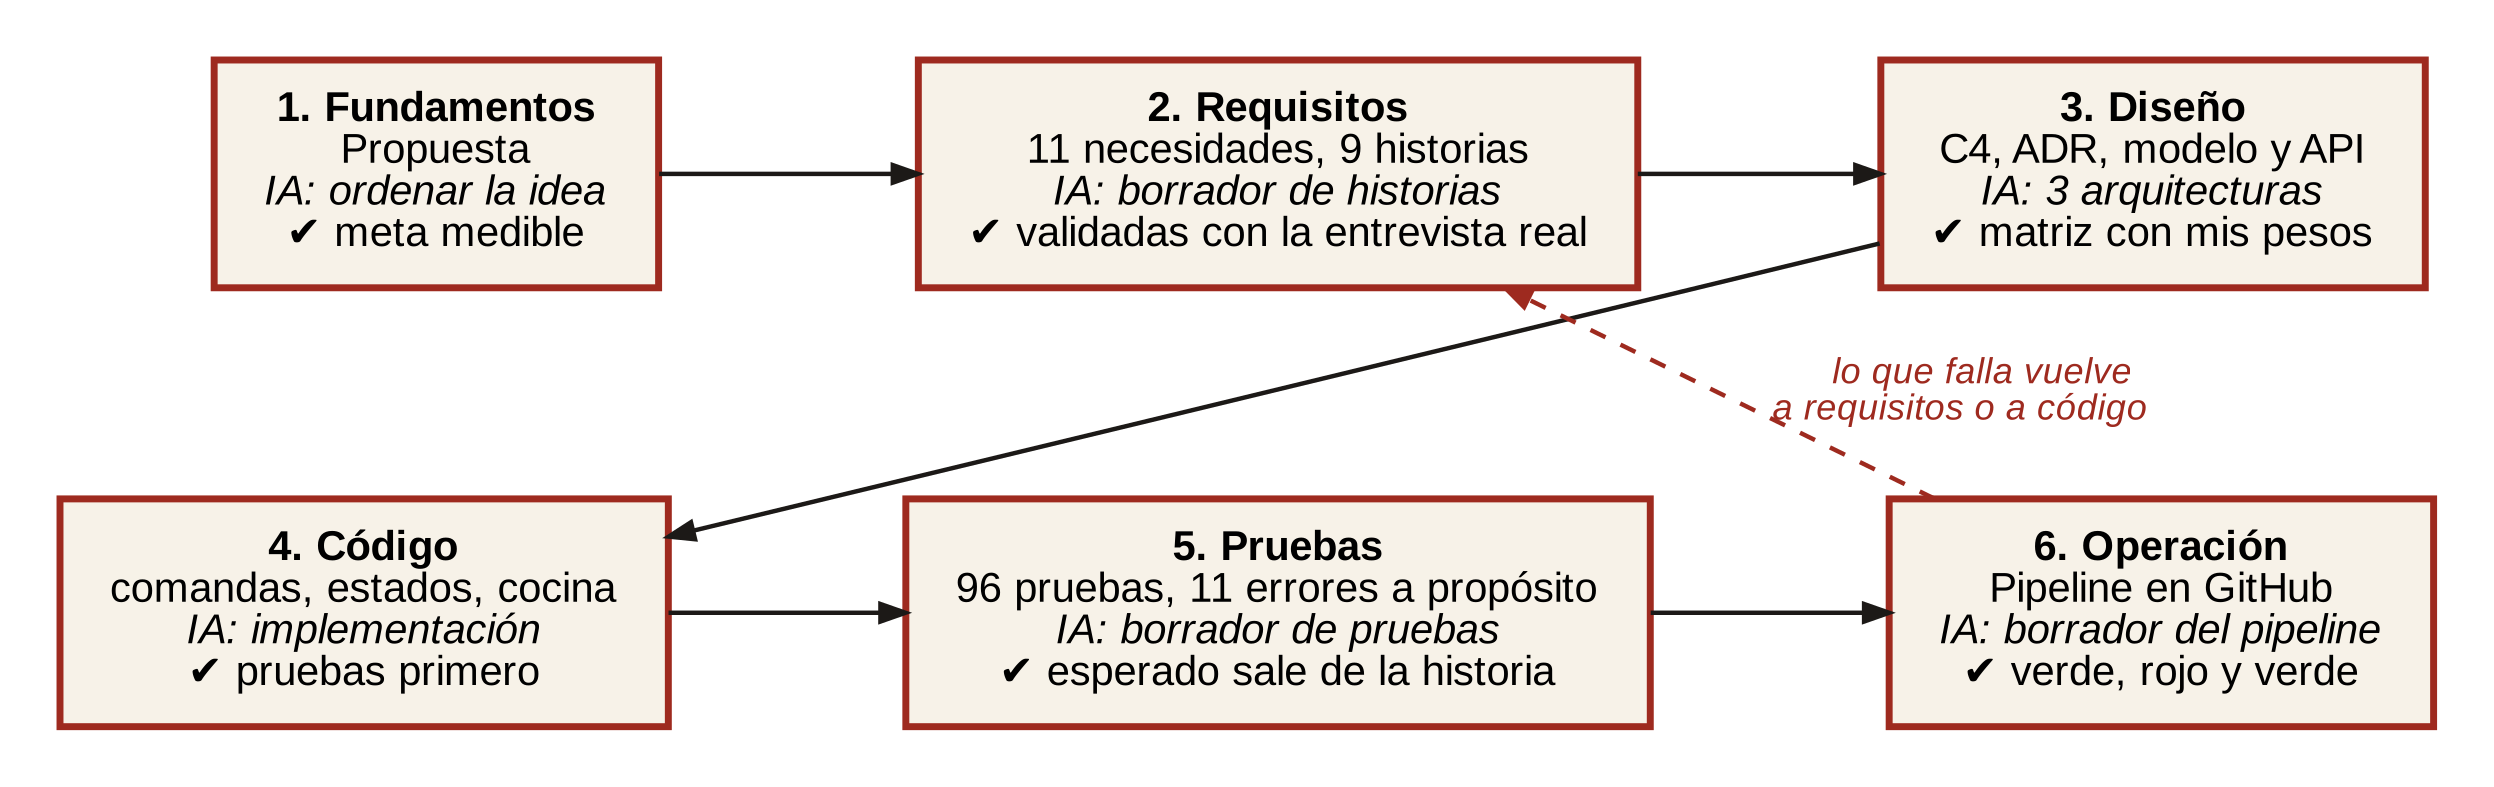 1. Fundamentos
Propuesta
IA: ordenar la idea
✔ meta medible
2. Requisitos
11 necesidades, 9 historias
IA: borrador de historias
✔ validadas con la entrevista real
3. Diseño
C4, ADR, modelo y API
IA: 3 arquitecturas
✔ matriz con mis pesos
lo que falla vuelve
a requisitos o a código
4. Código
comandas, estados, cocina
IA: implementación
✔ pruebas primero
5. Pruebas
96 pruebas, 11 errores a propósito
IA: borrador de pruebas
✔ esperado sale de la historia
6. Operación
Pipeline en GitHub
IA: borrador del pipeline
✔ verde, rojo y verde